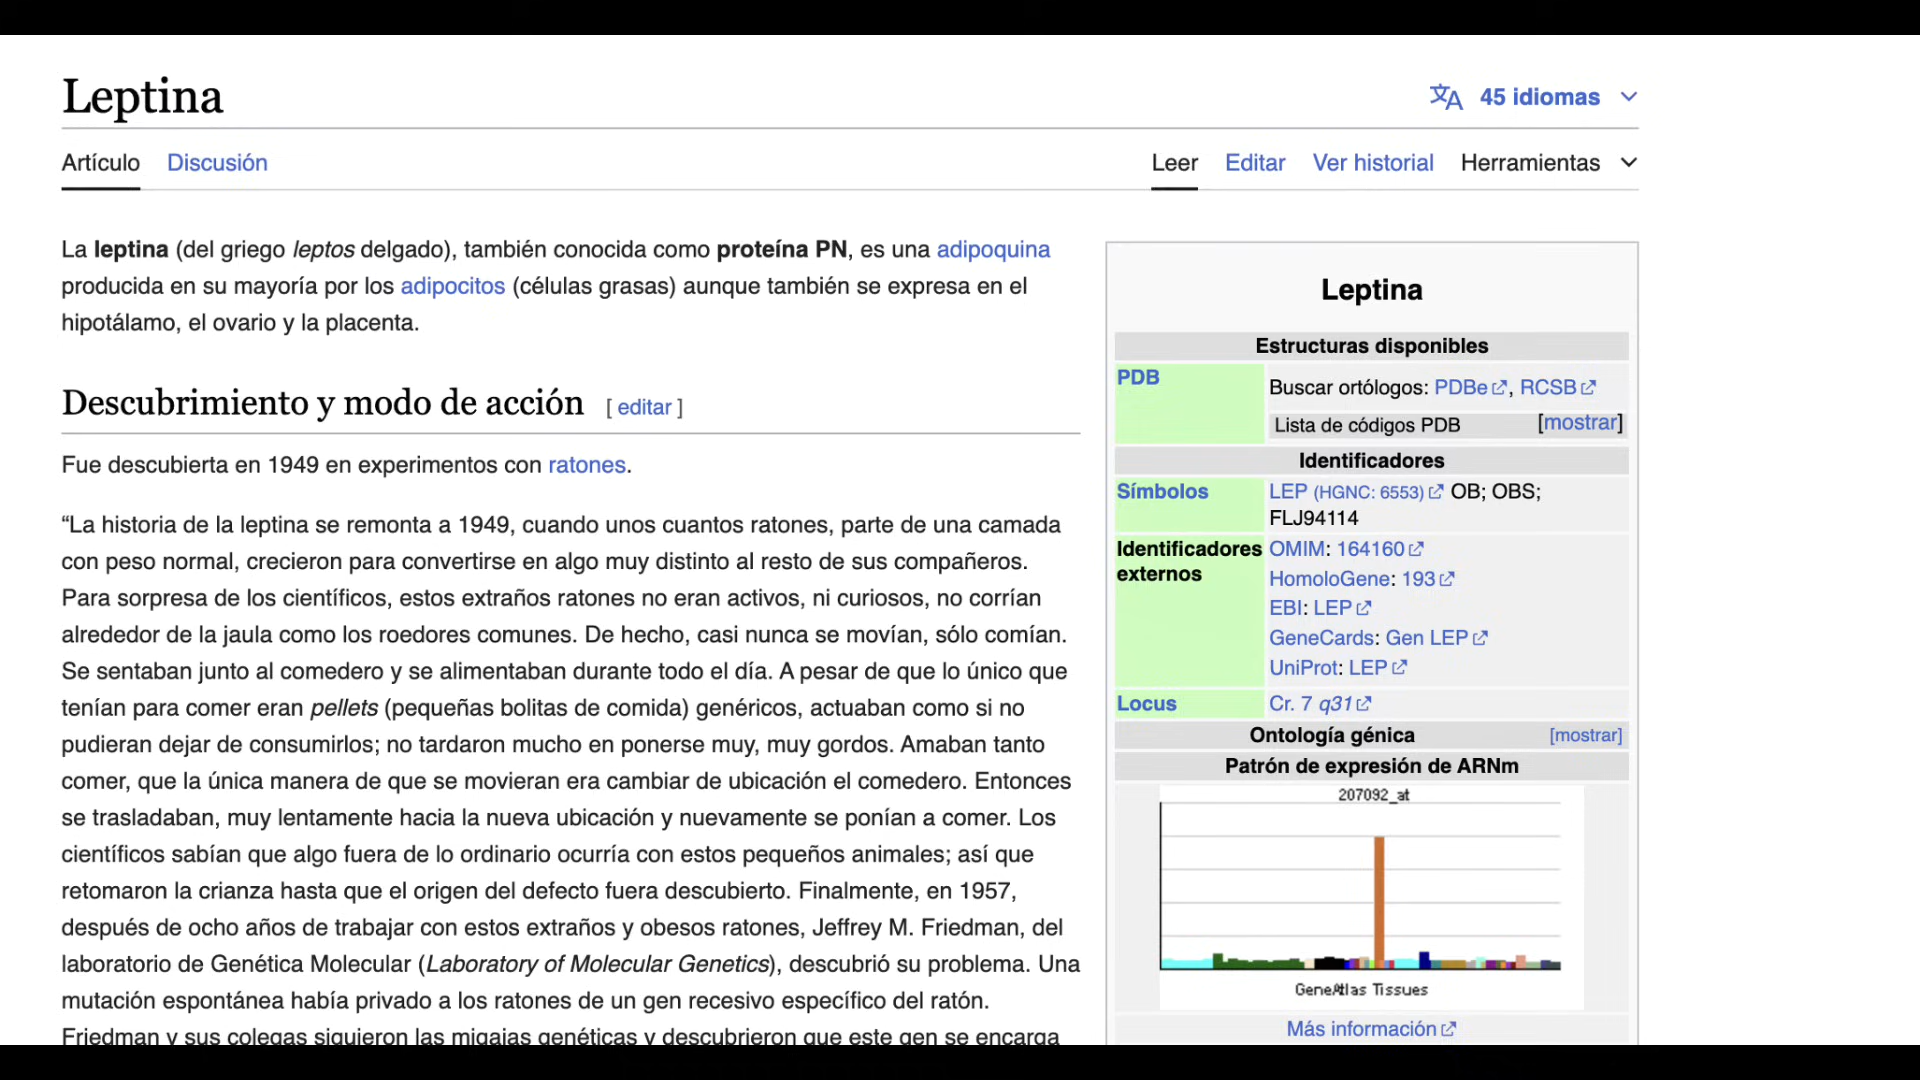 Leptina
45 idiomas
Artículo Discusión
Leer Editar Ver historial Herramientas
La leptina (del griego leptos delgado), también conocida como proteína PN, es una adipoquina
producida en su mayoría por los adipocitos (células grasas) aunque también se expresa en el
hipotálamo, el ovario y la placenta.
Descubrimiento y modo de acción [ editar ]
Fue descubierta en 1949 en experimentos con ratones.
“La historia de la leptina se remonta a 1949, cuando unos cuantos ratones, parte de una camada
con peso normal, crecieron para convertirse en algo muy distinto al resto de sus compañeros.
Para sorpresa de los científicos, estos extraños ratones no eran activos, ni curiosos, no corrían
alrededor de la jaula como los roedores comunes. De hecho, casi nunca se movían, sólo comían.
Se sentaban junto al comedero y se alimentaban durante todo el día. A pesar de que lo único que
tenían para comer eran pellets (pequeñas bolitas de comida) genéricos, actuaban como si no
pudieran dejar de consumirlos; no tardaron mucho en ponerse muy, muy gordos. Amaban tanto
comer, que la única manera de que se movieran era cambiar de ubicación el comedero. Entonces
se trasladaban, muy lentamente hacia la nueva ubicación y nuevamente se ponían a comer. Los
científicos sabían que algo fuera de lo ordinario ocurría con estos pequeños animales; así que
retomaron la crianza hasta que el origen del defecto fuera descubierto. Finalmente, en 1957,
después de ocho años de trabajar con estos extraños y obesos ratones, Jeffrey M. Friedman, del
laboratorio de Genética Molecular (Laboratory of Molecular Genetics), descubrió su problema. Una
mutación espontánea había privado a los ratones de un gen recesivo específico del ratón.
Friedman y sus colegas siguieron las migajas genéticas y descubrieron que este gen se encarga
Leptina
Estructuras disponibles
PDB
Buscar ortólogos: PDBe, RCSB
Lista de códigos PDB [mostrar]
Identificadores
Símbolos
LEP (HGNC: 6553) OB; OBS;
FLJ94114
Identificadores
externos
OMIM: 164160
HomoloGene: 193
EBI: LEP
GeneCards: Gen LEP
UniProt: LEP
Locus
Cr. 7 q31
Ontología génica [mostrar]
Patrón de expresión de ARNm
207092_at
GeneAtlas Tissues
Más información